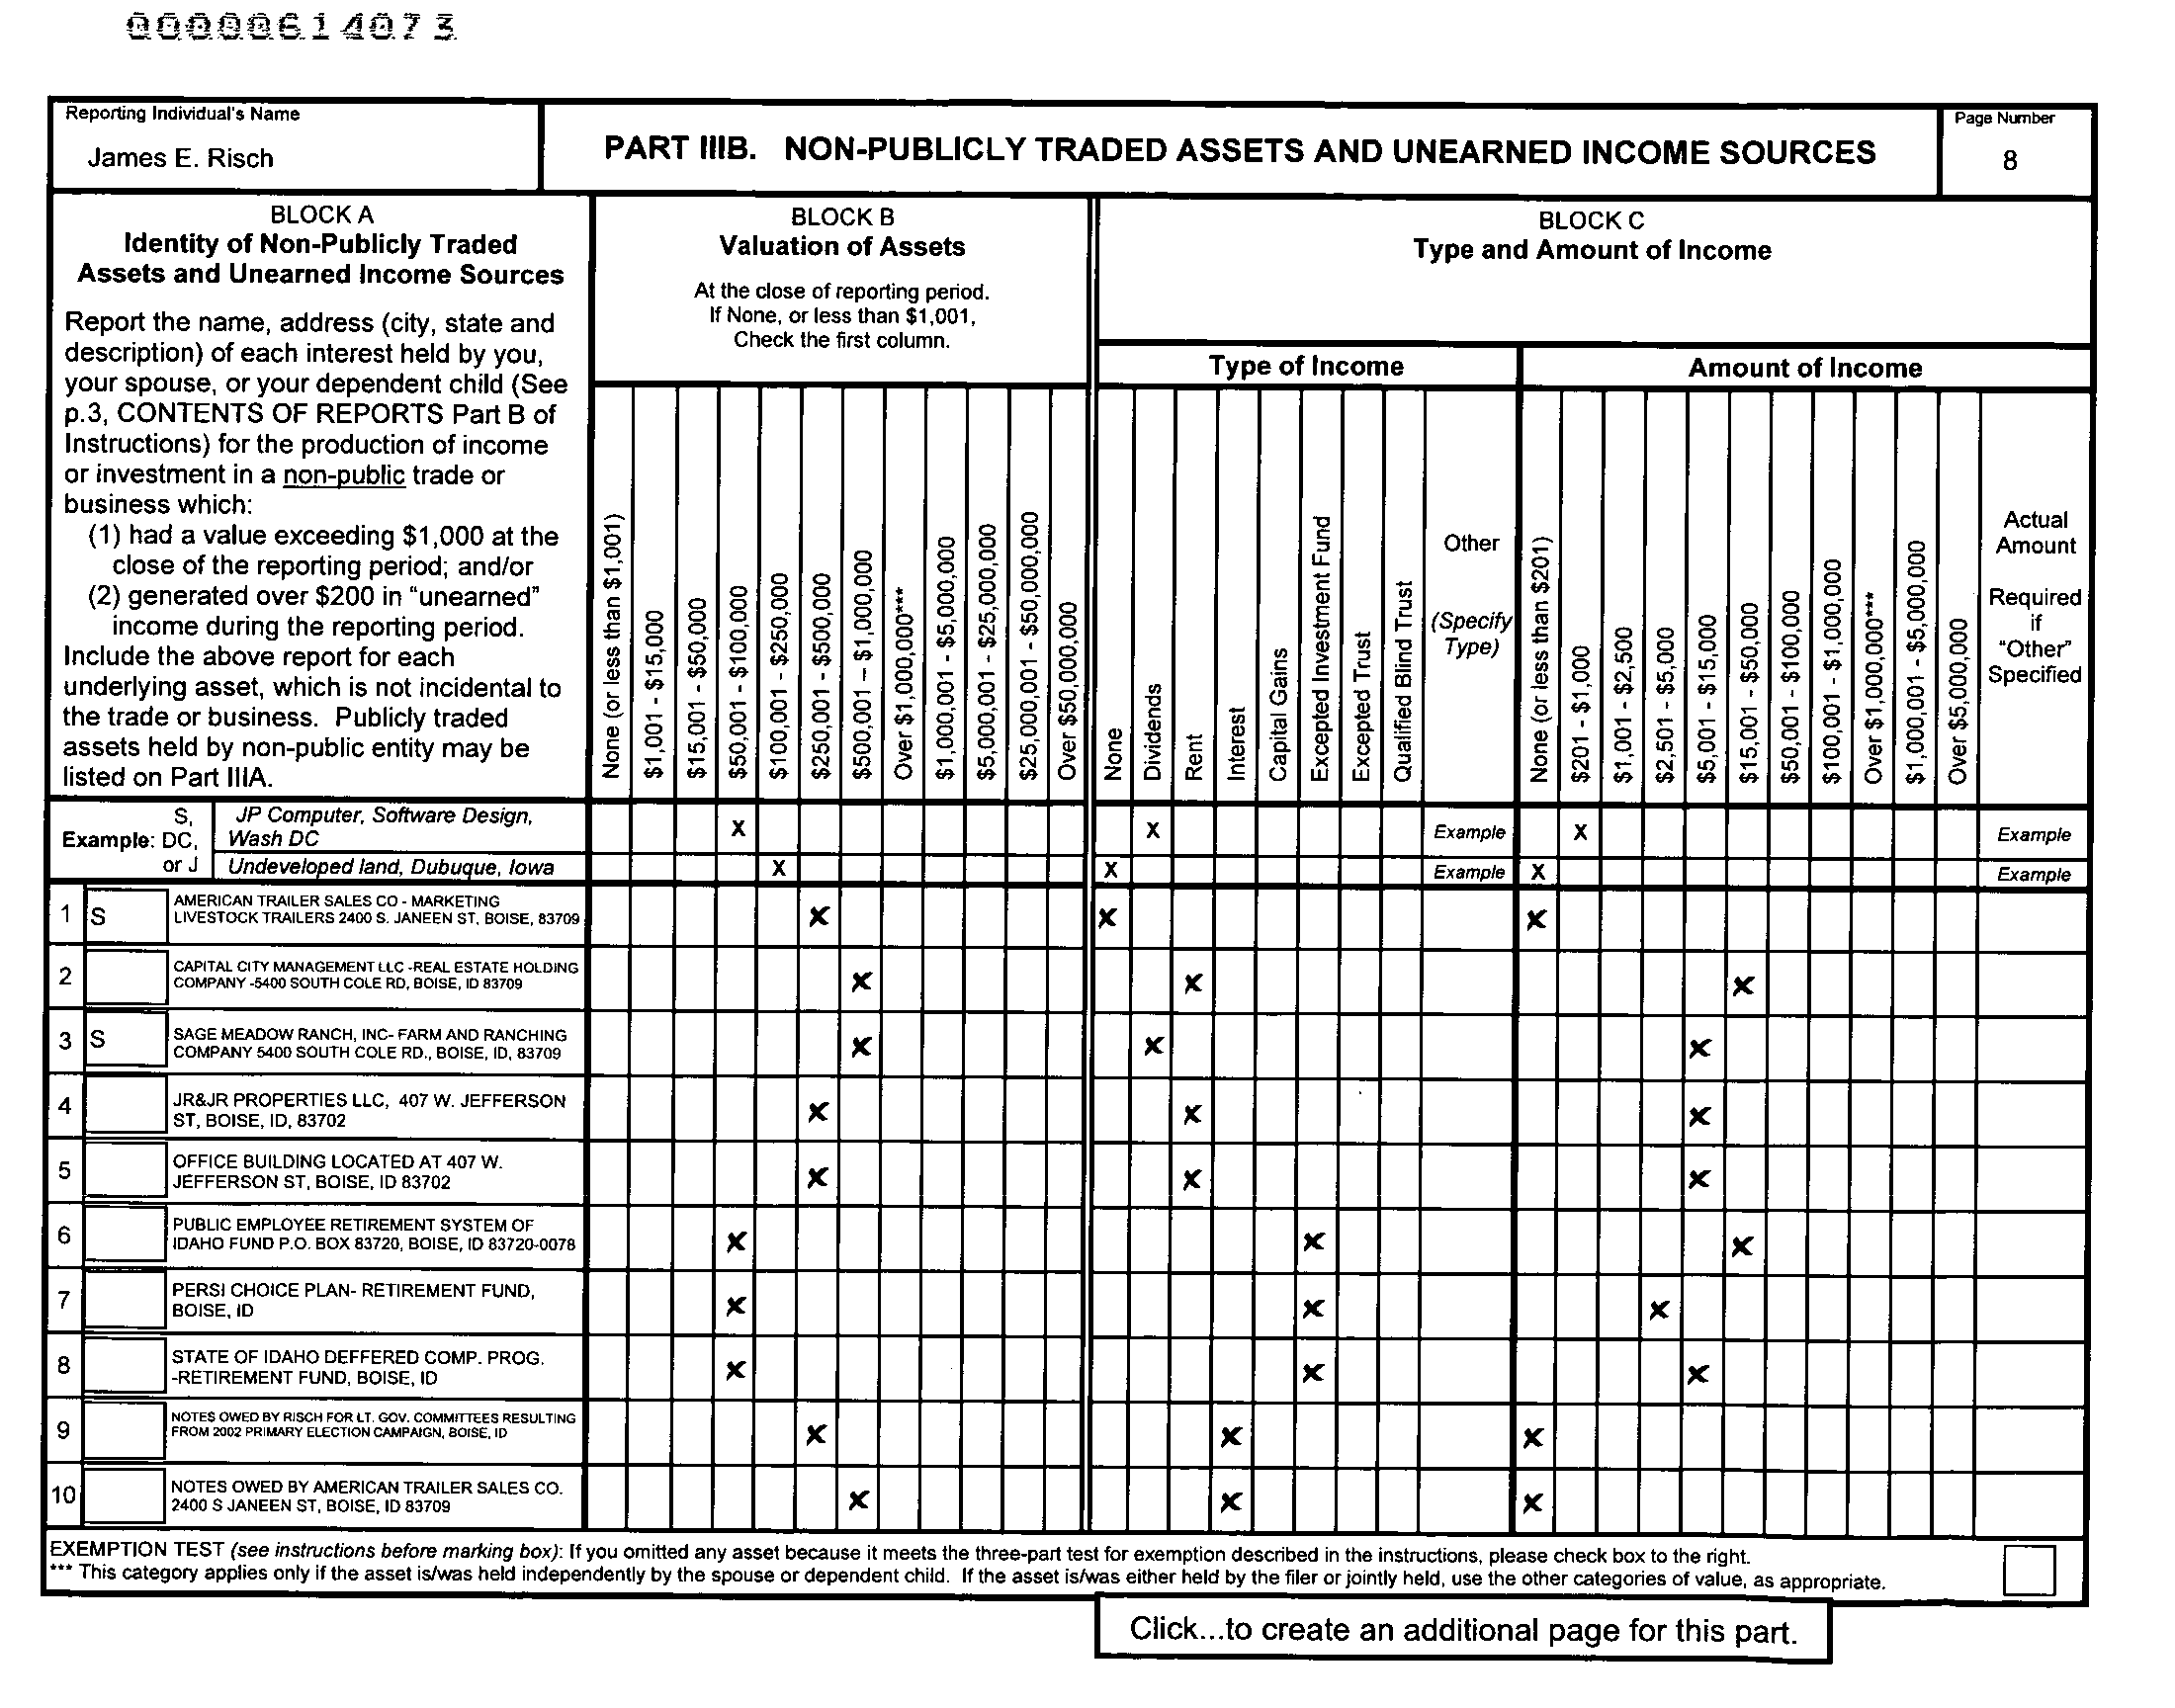 00000614073
Reporting Individual's Name
James E. Risch
PART IIIB. NON-PUBLICLY TRADED ASSETS AND UNEARNED INCOME SOURCES
Page Number
8
BLOCK A
Identity of Non-Publicly Traded
Assets and Unearned Income Sources
Report the name, address (city, state and
description) of each interest held by you,
your spouse, or your dependent child (See
p.3, CONTENTS OF REPORTS Part B of
Instructions) for the production of income
or investment in a non-public trade or
business which:
(1) had a value exceeding $1,000 at the
close of the reporting period; and/or
(2) generated over $200 in "unearned"
income during the reporting period.
Include the above report for each
underlying asset, which is not incidental to
the trade or business. Publicly traded
assets held by non-public entity may be
listed on Part IIIA.
BLOCK B
Valuation of Assets
At the close of reporting period.
If None, or less than $1,001,
Check the first column.
None (or less than $1,001)
$1,001 - $15,000
$15,001 - $50,000
$50,001 - $100,000
$100,001 - $250,000
$250,001 - $500,000
$500,001 – $1,000,000
Over $1,000,000***
$1,000,001 - $5,000,000
$5,000,001 - $25,000,000
$25,000,001 - $50,000,000
Over $50,000,000
BLOCK C
Type and Amount of Income
Type of Income
None
Dividends
Rent
Interest
Capital Gains
Excepted Investment Fund
Excepted Trust
Qualified Blind Trust
Other
(Specify
Type)
Amount of Income
None (or less than $201)
$201 - $1,000
$1,001 - $2,500
$2,501 - $5,000
$5,001 - $15,000
$15,001 - $50,000
$50,001 - $100,000
$100,001 - $1,000,000
Over $1,000,000***
$1,000,001 - $5,000,000
Over $5,000,000
Actual
Amount
Required
if
"Other"
Specified
Example:
S,
DC,
or J
JP Computer, Software Design,
Wash DC
X X Example X Example
Undeveloped land, Dubuque, Iowa X X Example X Example
1 S AMERICAN TRAILER SALES CO - MARKETING
LIVESTOCK TRAILERS 2400 S. JANEEN ST, BOISE, 83709 X X X
2 CAPITAL CITY MANAGEMENT LLC -REAL ESTATE HOLDING
COMPANY -5400 SOUTH COLE RD, BOISE, ID 83709 X X X
3 S SAGE MEADOW RANCH, INC- FARM AND RANCHING
COMPANY 5400 SOUTH COLE RD., BOISE, ID, 83709 X X X
4 JR&JR PROPERTIES LLC, 407 W. JEFFERSON
ST, BOISE, ID, 83702 X X X
5 OFFICE BUILDING LOCATED AT 407 W.
JEFFERSON ST, BOISE, ID 83702 X X X
6 PUBLIC EMPLOYEE RETIREMENT SYSTEM OF
IDAHO FUND P.O. BOX 83720, BOISE, ID 83720-0078 X X X
7 PERSI CHOICE PLAN- RETIREMENT FUND,
BOISE, ID X X X
8 STATE OF IDAHO DEFFERED COMP. PROG.
-RETIREMENT FUND, BOISE, ID X X X
9 NOTES OWED BY RISCH FOR LT. GOV. COMMITTEES RESULTING
FROM 2002 PRIMARY ELECTION CAMPAIGN, BOISE, ID X X X
10 NOTES OWED BY AMERICAN TRAILER SALES CO.
2400 S JANEEN ST, BOISE, ID 83709 X X X
EXEMPTION TEST (see instructions before marking box): If you omitted any asset because it meets the three-part test for exemption described in the instructions, please check box to the right.
*** This category applies only if the asset is/was held independently by the spouse or dependent child. If the asset is/was either held by the filer or jointly held, use the other categories of value, as appropriate.
Click...to create an additional page for this part.